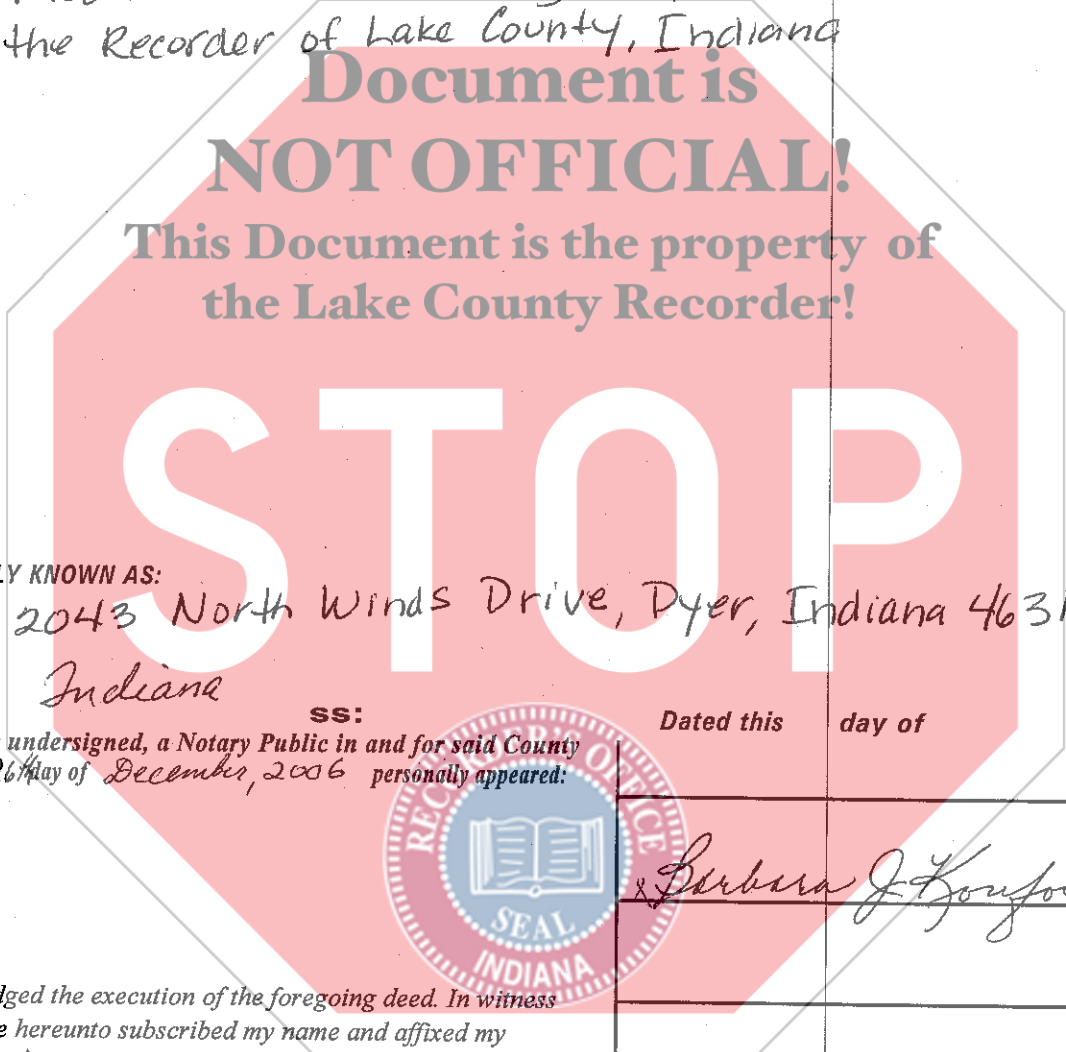 the Recorder of Lake County, Indiana
Document is
NOT OFFICIAL!
This Document is the property of
the Lake County Recorder!
STOP
LY KNOWN AS:
2043 North Winds Drive, Dyer, Indiana 4631
Indiana
ss:
undersigned, a Notary Public in and for said County
day of December, 2006 personally appeared:
Dated this day of
RECORDER'S OFFICE
SEAL
INDIANA
x Barbara J
dged the execution of the foregoing deed. In witness
e hereunto subscribed my name and affixed my